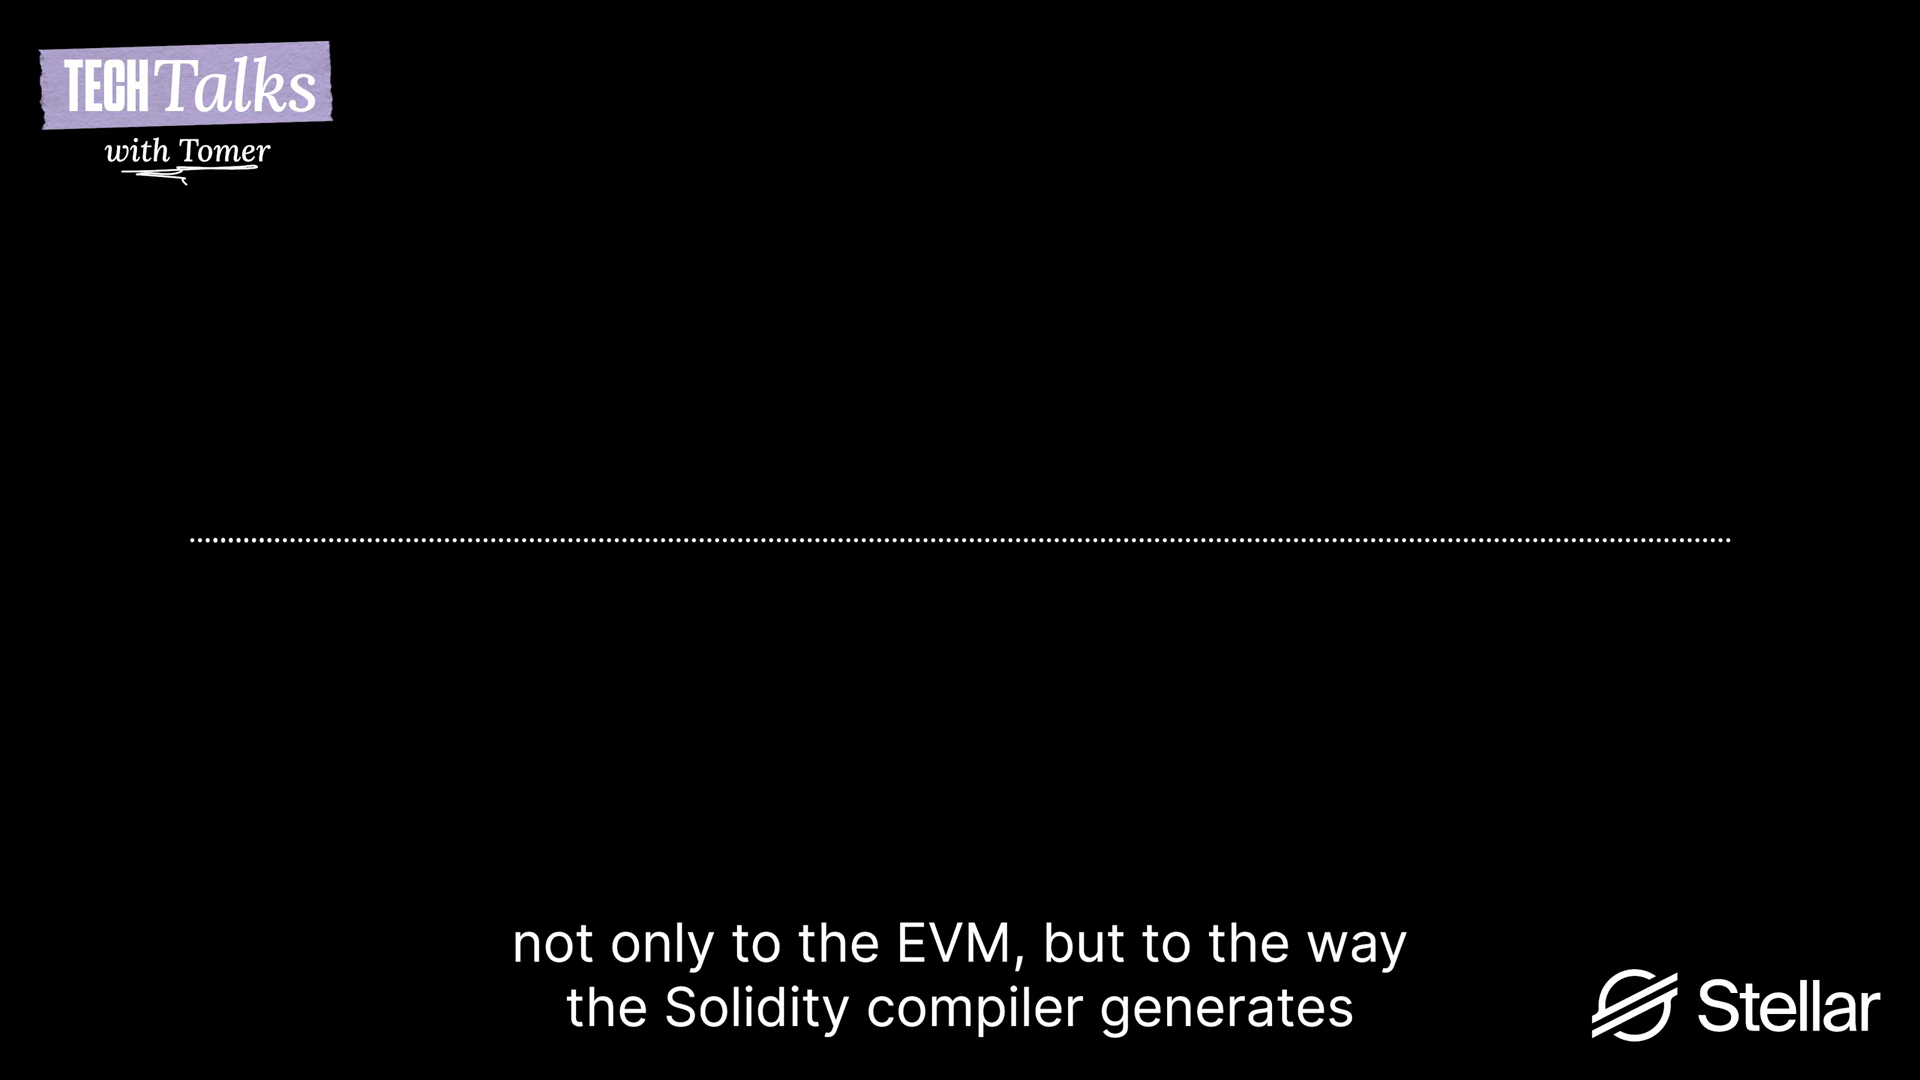 TECH Talks
with Tomer
not only to the EVM, but to the way
the Solidity compiler generates
Stellar